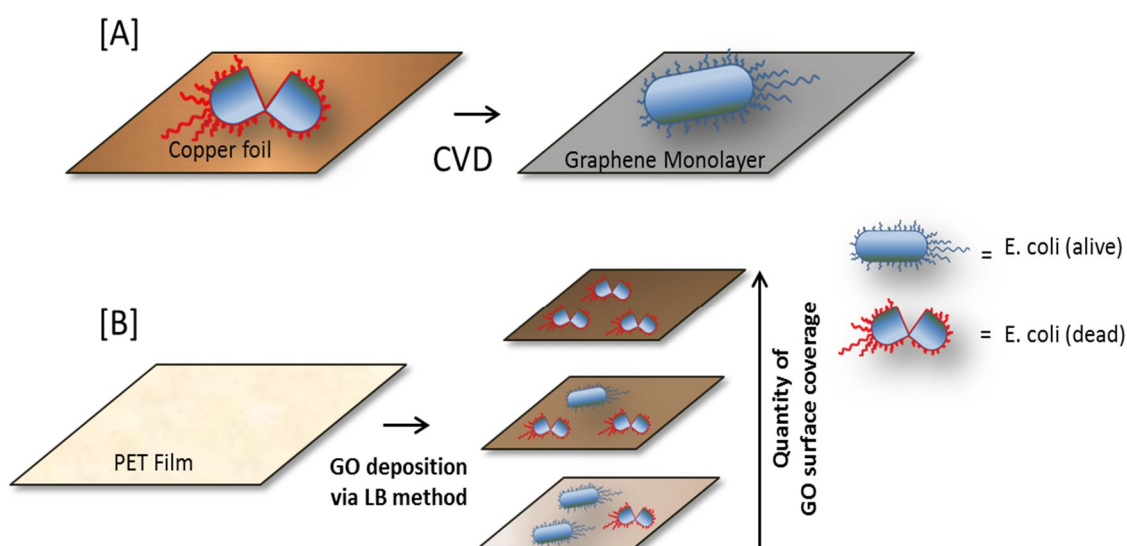 [A]
Copper foil
CVD
Graphene Monolayer
= E. coli (alive)
= E. coli (dead)
[B]
PET Film
GO deposition
via LB method
Quantity of
GO surface coverage